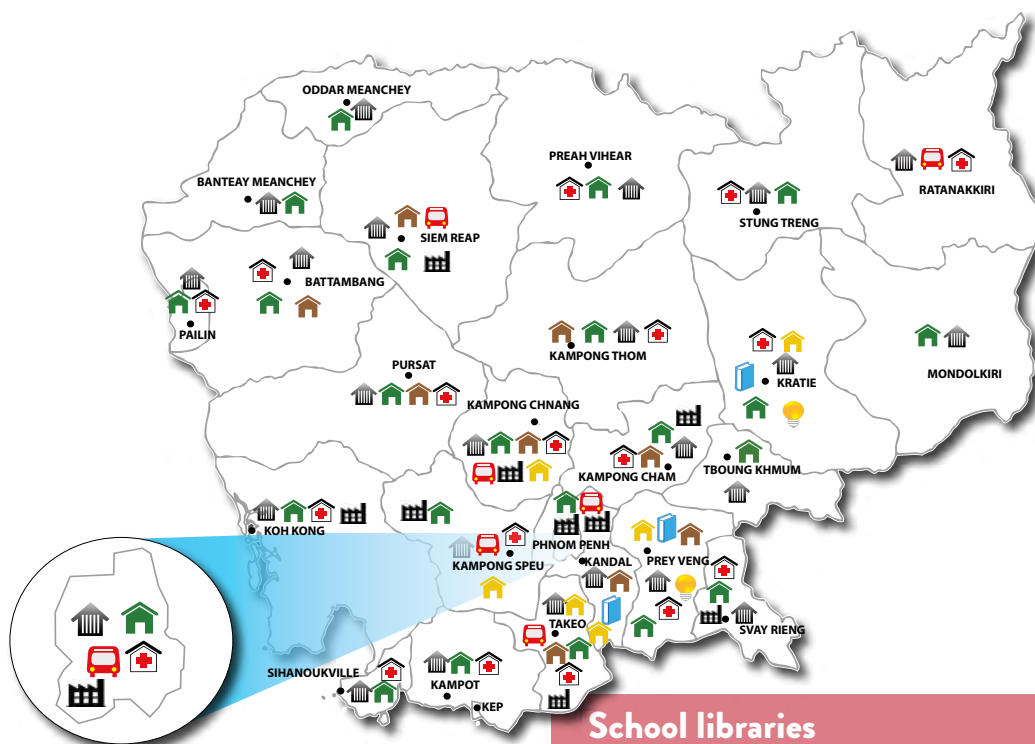 ODDAR MEANCHEY
PREAH VIHEAR
RATANAKKIRI
BANTEAY MEANCHEY
STUNG TRENG
SIEM REAP
BATTAMBANG
PAILIN
KAMPONG THOM
MONDOLKIRI
PURSAT
KRATIE
KAMPONG CHNANG
KAMPONG CHAM
TBOUNG KHMUM
KOH KONG
PHNOM PENH
KAMPONG SPEU
KANDAL
PREY VENG
TAKEO
SVAY RIENG
SIHANOUKVILLE
KAMPOT
KEP
School libraries